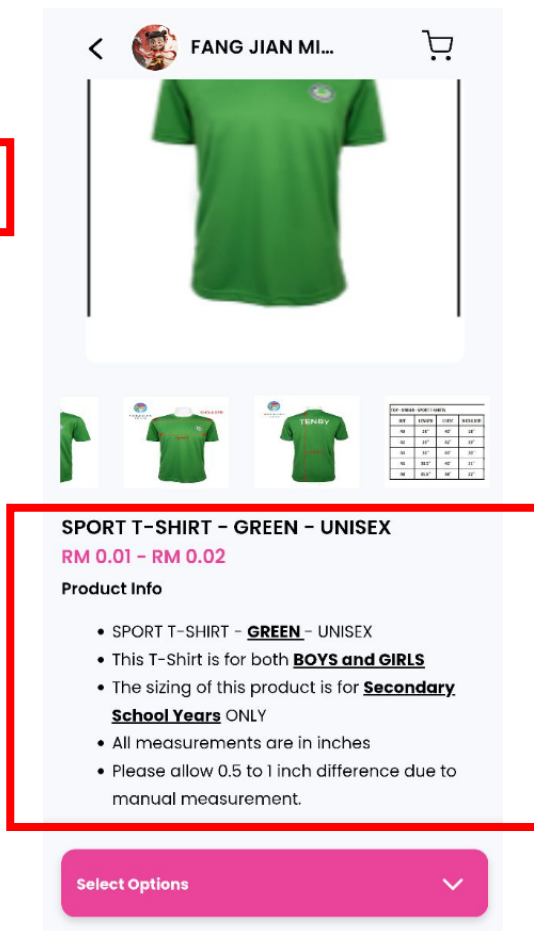 FANG JIAN MI...
TENBY
SPORT T-SHIRT - GREEN - UNISEX
RM 0.01 - RM 0.02
Product Info
• SPORT T-SHIRT - GREEN - UNISEX
• This T-Shirt is for both BOYS and GIRLS
• The sizing of this product is for Secondary
School Years ONLY
• All measurements are in inches
• Please allow 0.5 to 1 inch difference due to
manual measurement.
Select Options